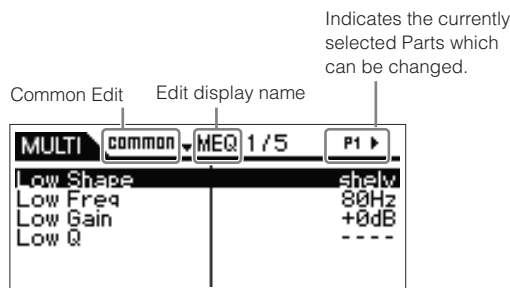 Indicates the currently
selected Parts which
can be changed.
Common Edit
Edit display name
MULTI common MEQ 1/5 P1
Low Shape shelv
Low Freq 80Hz
Low Gain +0dB
Low Q ----